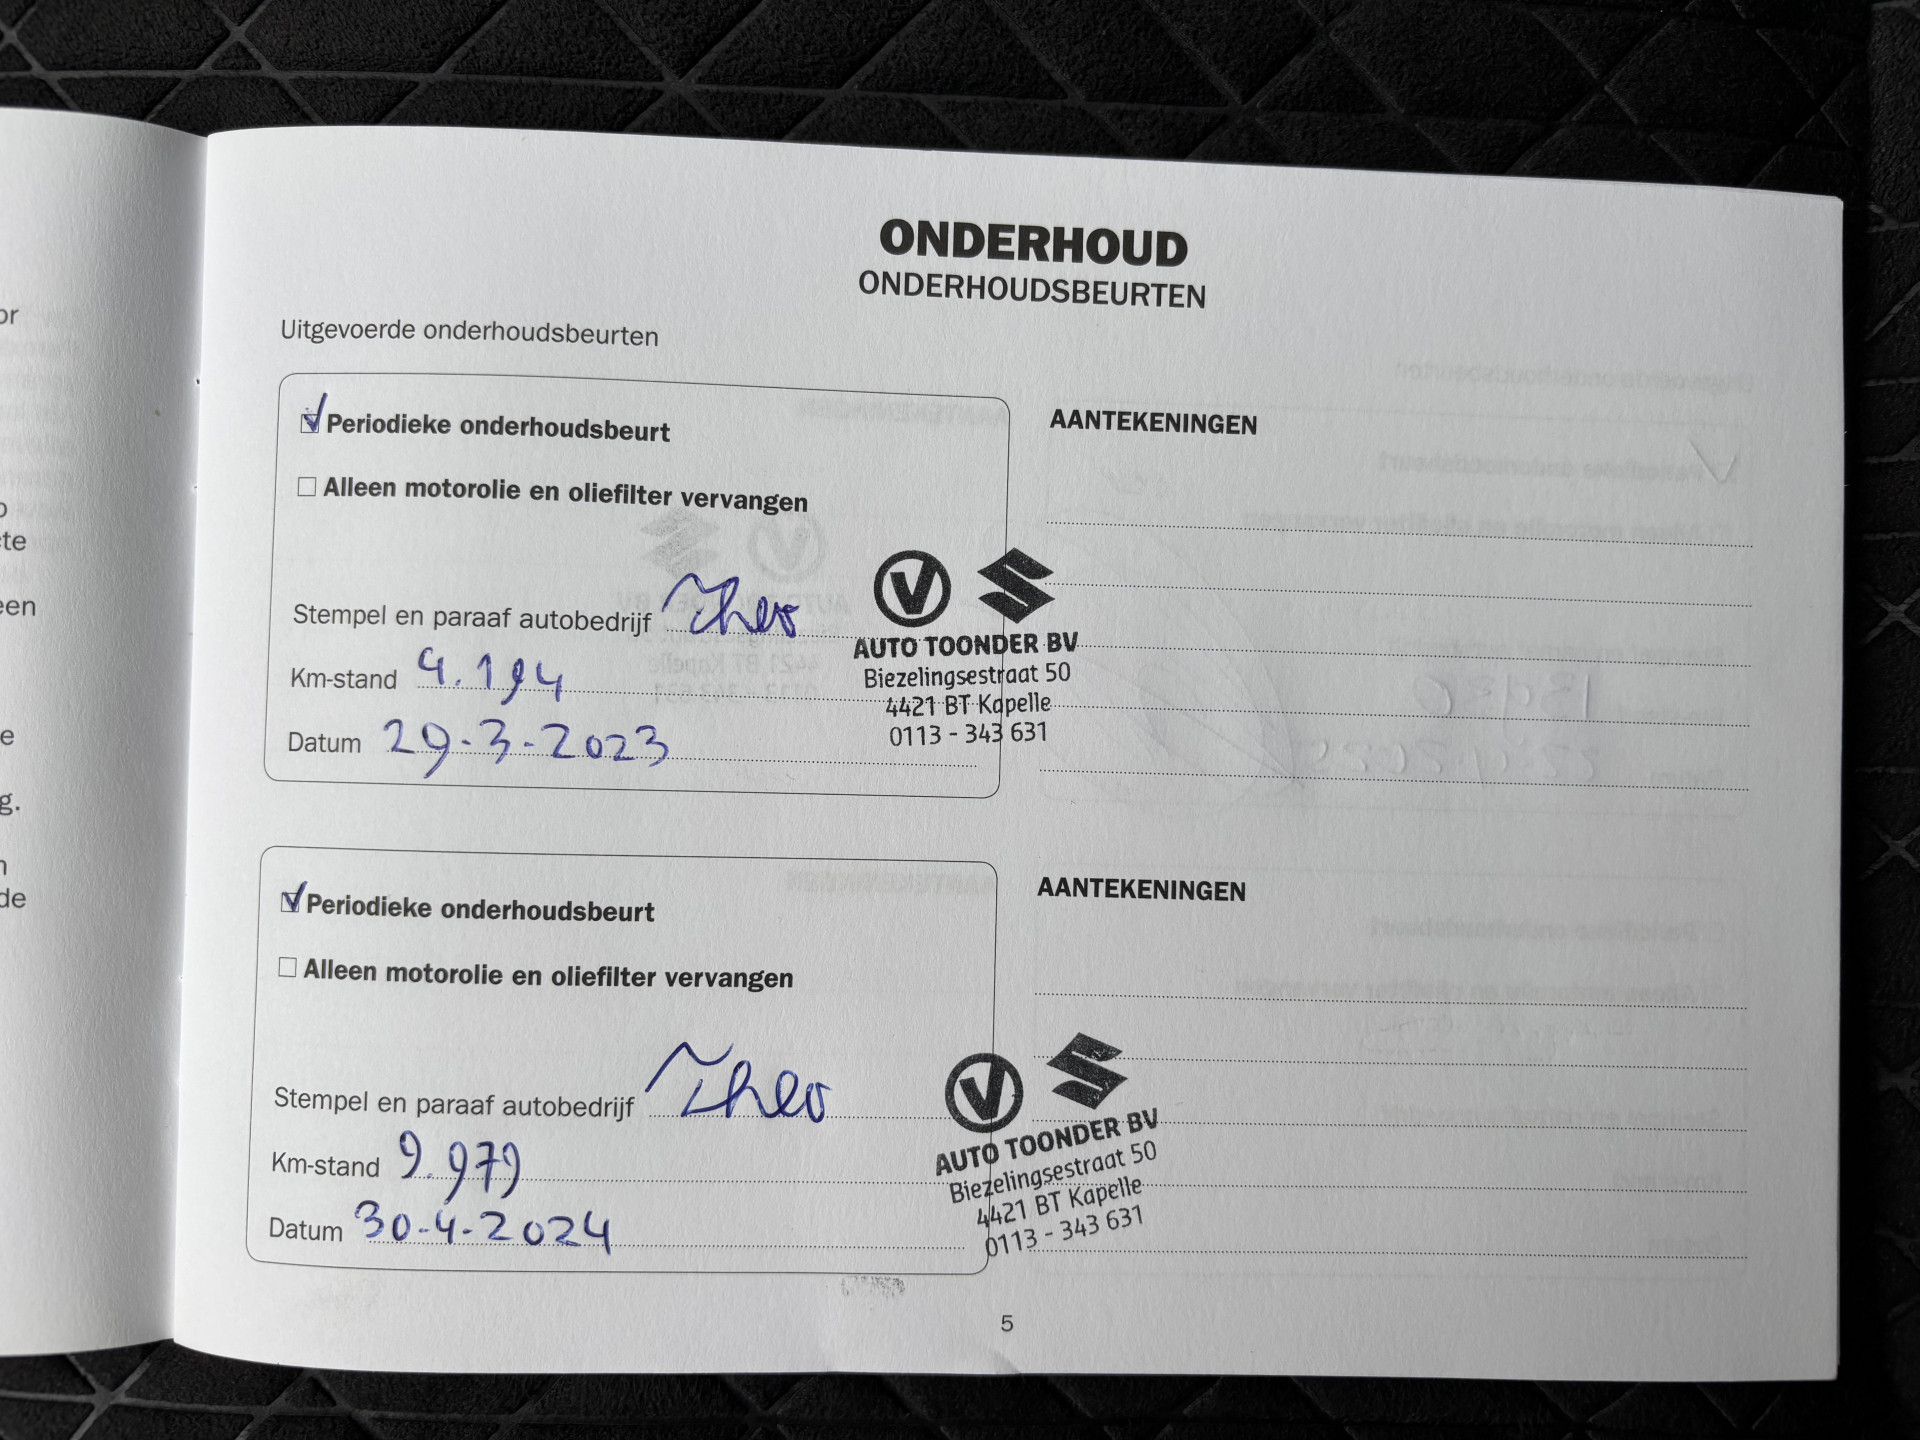 ONDERHOUD
ONDERHOUDSBEURTEN
Uitgevoerde onderhoudsbeurten
Periodieke onderhoudsbeurt
Alleen motorolie en oliefilter vervangen
Stempel en paraaf autobedrijf Theo
Km-stand 4.194
Datum 29-3-2023
AUTO TOONDER BV
Biezelingsestraat 50
4421 BT Kapelle
0113 - 343 631
AANTEKENINGEN
Periodieke onderhoudsbeurt
Alleen motorolie en oliefilter vervangen
Stempel en paraaf autobedrijf Theo
Km-stand 9.979
Datum 30-4-2024
AUTO TOONDER BV
Biezelingsestraat 50
4421 BT Kapelle
0113 - 343 631
AANTEKENINGEN
5